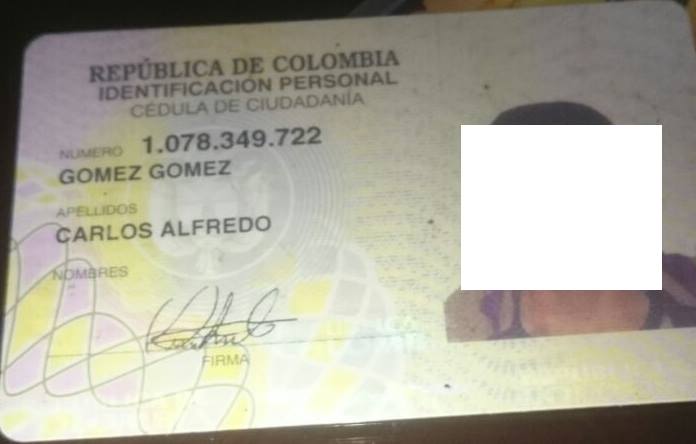 REPÚBLICA DE COLOMBIA
IDENTIFICACIÓN PERSONAL
CÉDULA DE CIUDADANÍA
NUMERO 1.078.349.722
GOMEZ GOMEZ
APELLIDOS
CARLOS ALFREDO
NOMBRES
FIRMA